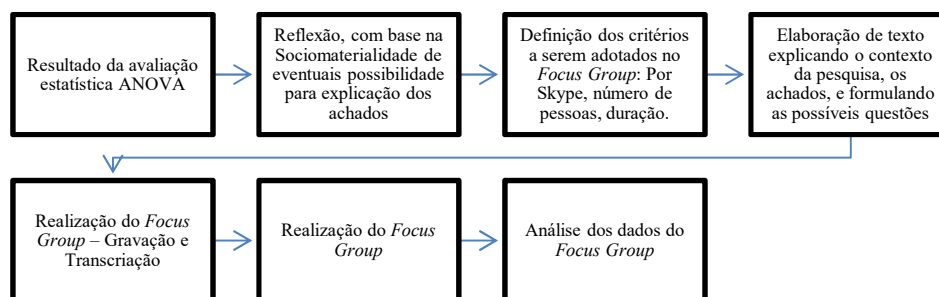 Resultado da avaliação
estatística ANOVA
Reflexão, com base na
Sociomaterialidade de
eventuais possibilidade
para explicação dos
achados
Definição dos critérios
a serem adotados no
Focus Group: Por
Skype, número de
pessoas, duração.
Elaboração de texto
explicando o contexto
da pesquisa, os
achados, e formulando
as possíveis questões
Realização do Focus
Group – Gravação e
Transcriação
Realização do Focus
Group
Análise dos dados do
Focus Group